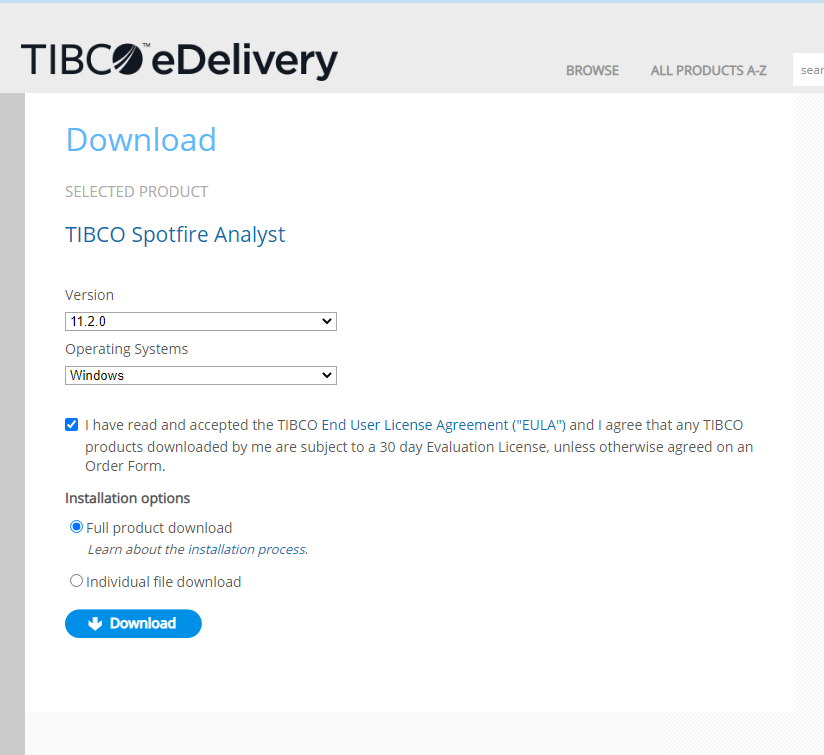 TIBCO™ eDelivery
BROWSE ALL PRODUCTS A-Z sear
Download
SELECTED PRODUCT
TIBCO Spotfire Analyst
Version
11.2.0
Operating Systems
Windows
I have read and accepted the TIBCO End User License Agreement ("EULA") and I agree that any TIBCO
products downloaded by me are subject to a 30 day Evaluation License, unless otherwise agreed on an
Order Form.
Installation options
Full product download
Learn about the installation process.
Individual file download
Download